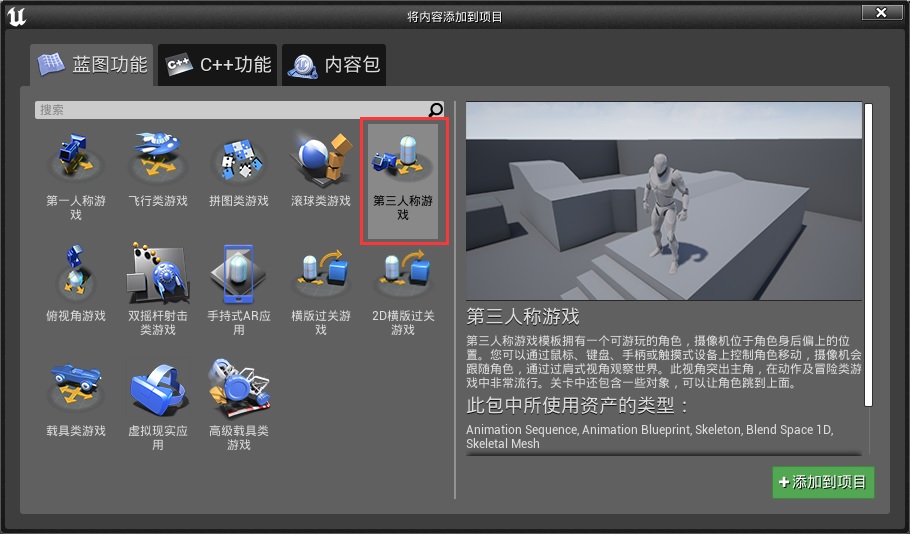 将内容添加到项目
蓝图功能
C++
C++功能
内容包
搜索
第一人称游
戏
飞行类游戏
拼图类游戏
滚球类游戏
第三人称游
戏
俯视角游戏
双摇杆射击
类游戏
手持式AR应
用
横版过关游
戏
2D横版过关
游戏
载具类游戏
虚拟现实应
用
高级载具类
游戏
第三人称游戏
第三人称游戏模板拥有一个可游玩的角色，摄像机位于角色身后偏上的位
置。您可以通过鼠标、键盘、手柄或触摸式设备上控制角色移动，摄像机会
跟随角色，通过过肩式视角观察世界。此视角突出主角，在动作及冒险类游
戏中非常流行。关卡中还包含一些对象，可以让角色跳到上面。
此包中所使用资产的类型：
Animation Sequence, Animation Blueprint, Skeleton, Blend Space 1D,
Skeletal Mesh
+添加到项目